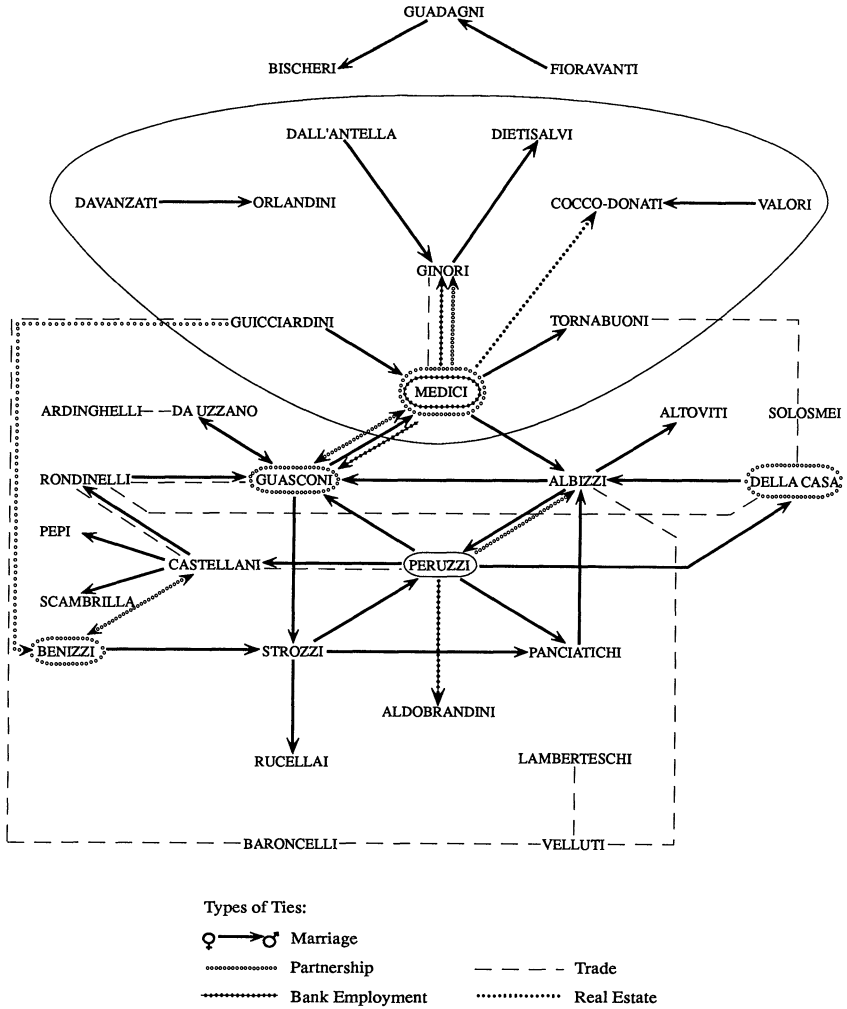 GUADAGNI
BISCHERI
FIORAVANTI
DALL'ANTELLA
DIETISALVI
DAVANZATI
ORLANDINI
COCCO-DONATI
VALORI
GINORI
GUICCIARDINI
TORNABUONI
MEDICI
ARDINGHELLI
DA UZZANO
ALTOVITI
SOLOSMEI
RONDINELLI
GUASCONI
ALBIZZI
DELLA CASA
PEPI
CASTELLANI
PERUZZI
SCAMBRILLA
BENIZZI
STROZZI
PANCIATICHI
ALDOBRANDINI
RUCELLAI
LAMBERTESCHI
BARONCELLI
VELLUTI
Types of Ties:
♀ ♂ Marriage
Partnership
Trade
Bank Employment
Real Estate